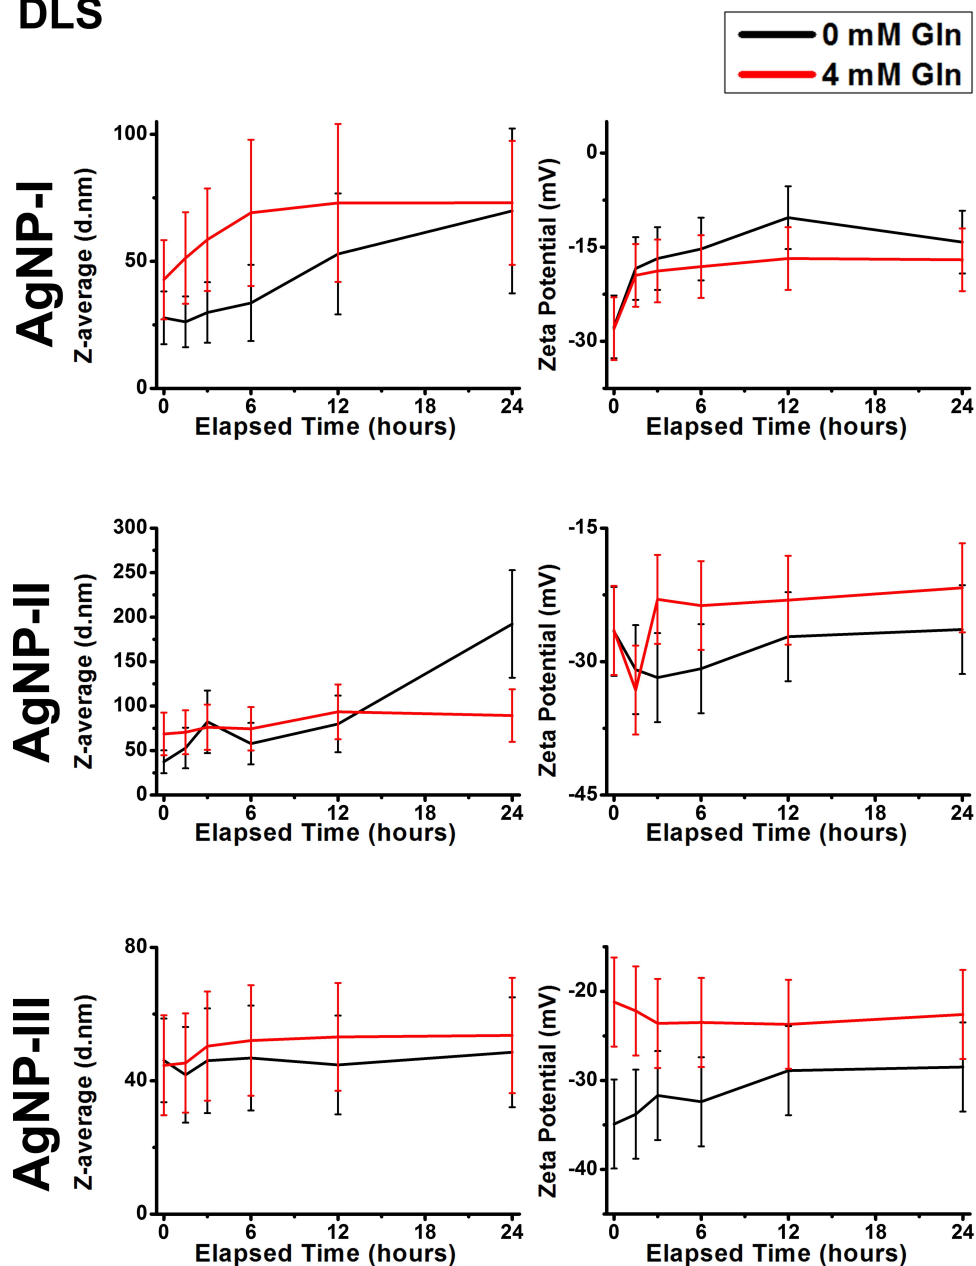 DLS
0 mM Gln
4 mM Gln
AgNP-I
Z-average (d.nm)
100
50
0
0 6 12 18 24
Elapsed Time (hours)
Zeta Potential (mV)
0
-15
-30
0 6 12 18 24
Elapsed Time (hours)
AgNP-II
Z-average (d.nm)
300
250
200
150
100
50
0
0 6 12 18 24
Elapsed Time (hours)
Zeta Potential (mV)
-15
-30
-45
0 6 12 18 24
Elapsed Time (hours)
AgNP-III
Z-average (d.nm)
80
40
0
0 6 12 18 24
Elapsed Time (hours)
Zeta Potential (mV)
-20
-30
-40
0 6 12 18 24
Elapsed Time (hours)